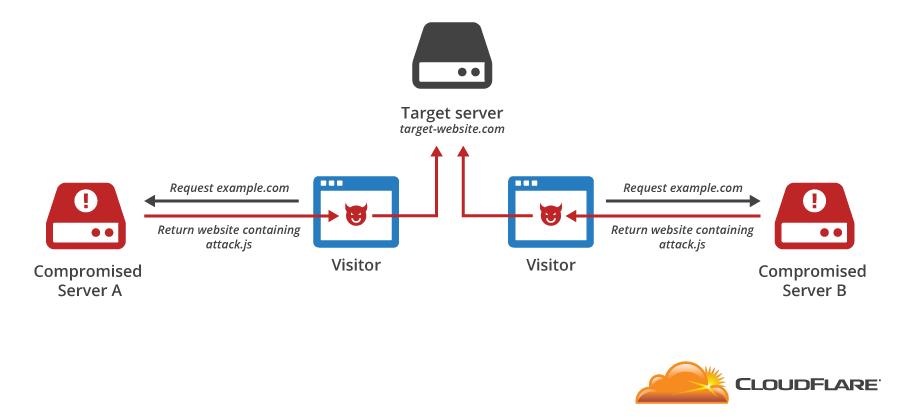 Target server
target-website.com
Request example.com
Return website containing
attack.js
Compromised
Server A
Visitor
Visitor
Request example.com
Return website containing
attack.js
Compromised
Server B
CLOUDFLARE